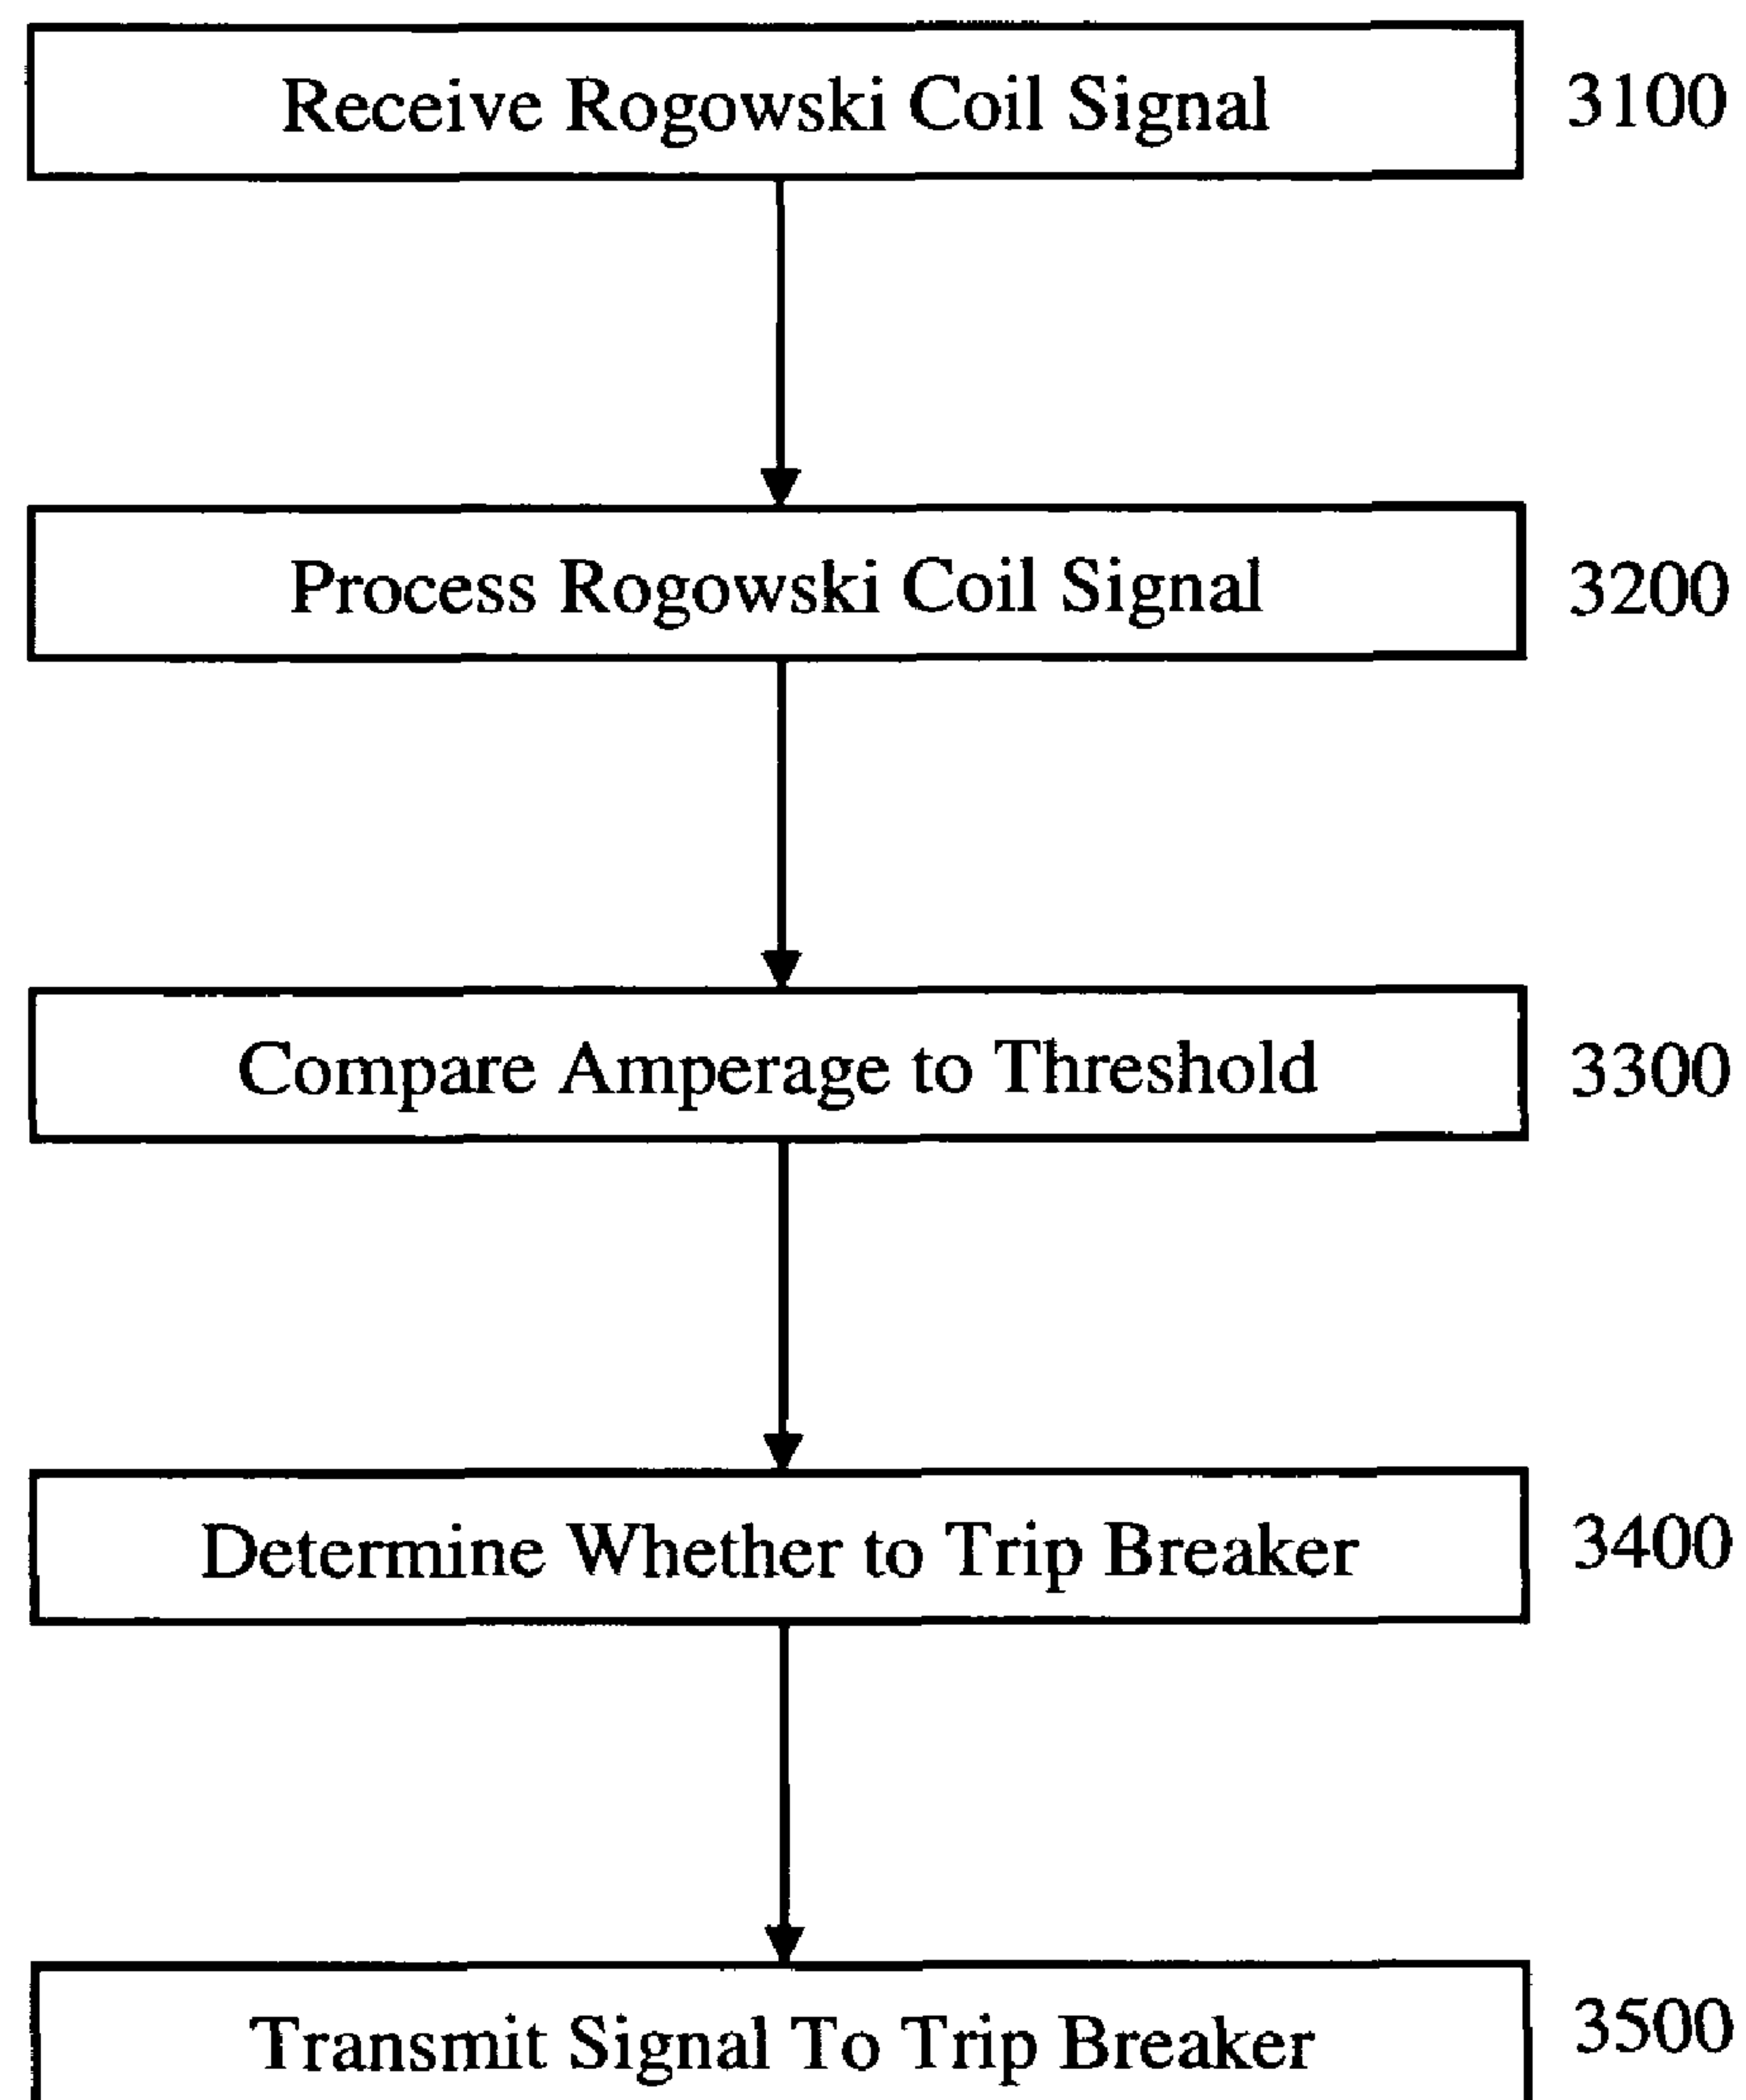 Receive Rogowski Coil Signal 3100
Process Rogowski Coil Signal 3200
Compare Amperage to Threshold 3300
Determine Whether to Trip Breaker 3400
Transmit Signal To Trip Breaker 3500